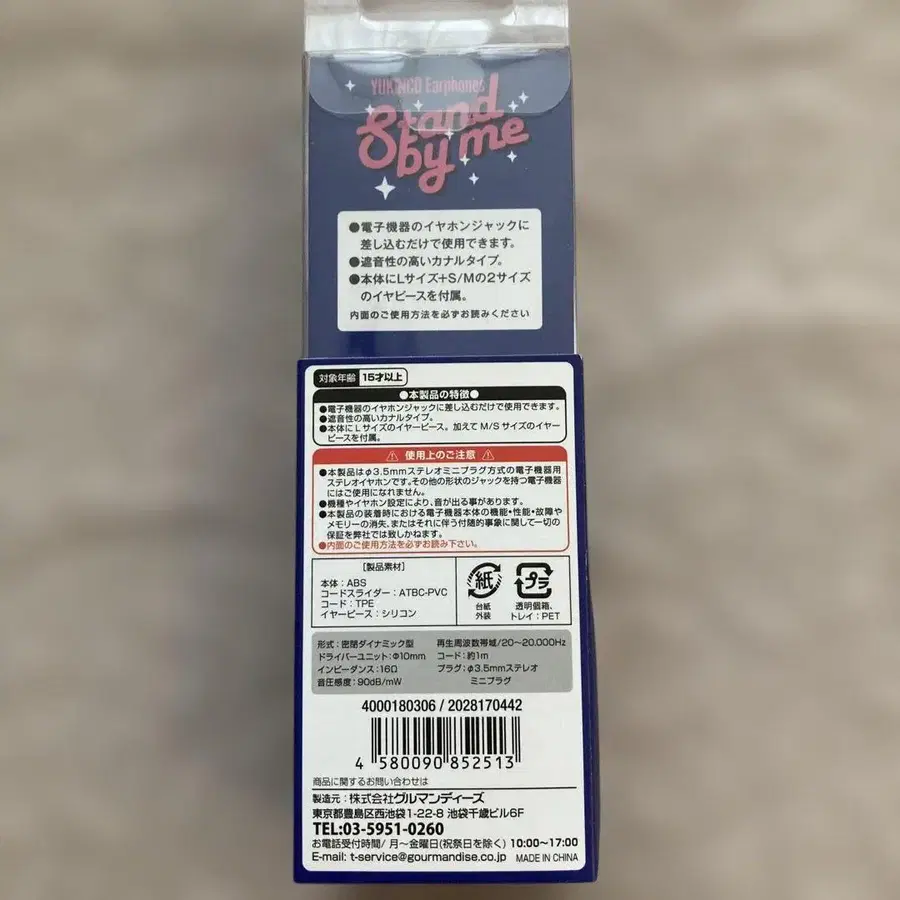 YUKINCO Earphones
Stand
by me
●電子機器のイヤホンジャックに
差し込むだけで使用できます。
●遮音性の高いカナルタイプ。
●本体にLサイズ+S/Mの2サイズ
のイヤピースを付属。
内面のご使用方法を必ずお読みください
対象年齢 15才以上
●本製品の特徴●
●電子機器のイヤホンジャックに差し込むだけで使用できます。
●遮音性の高いカナルタイプ。
●本体にLサイズのイヤーピース。加えてM/Sサイズのイヤー
ピースを付属。
⚠ 使用上のご注意 ⚠
●本製品はφ3.5mmステレオミニプラグ方式の電子機器用
ステレオイヤホンです。その他の形状のジャックを持つ電子機器
にはご使用になれません。
●機種やイヤホン設定により、音が出る事があります。
●本製品の装着時における電子機器本体の機能・性能・故障や
メモリーの消失、またはそれに伴う付随的事象に関して一切の
保証を弊社では致しかねます。
●内面のご使用方法を必ずお読み下さい。
[製品素材]
本体:ABS
コードスライダー:ATBC-PVC
コード:TPE
イヤーピース:シリコン
紙
台紙
外装
プラ
透明個箱、
トレイ:PET
形式:密閉ダイナミック型
ドライバーユニット:Φ10mm
インピーダンス:16Ω
音圧感度:90dB/mW
再生周波数帯域/20〜20.000Hz
コード:約1m
プラグ:φ3.5mmステレオ
ミニプラグ
4000180306 / 2028170442
4 580090 852513
商品に関するお問い合わせは
製造元:株式会社グルマンディーズ
東京都豊島区西池袋1-22-8 池袋千歳ビル6F
TEL:03-5951-0260
お電話受付時間/ 月〜金曜日(祝祭日を除く) 10:00〜17:00
E-mail: t-service@gourmandise.co.jp MADE IN CHINA